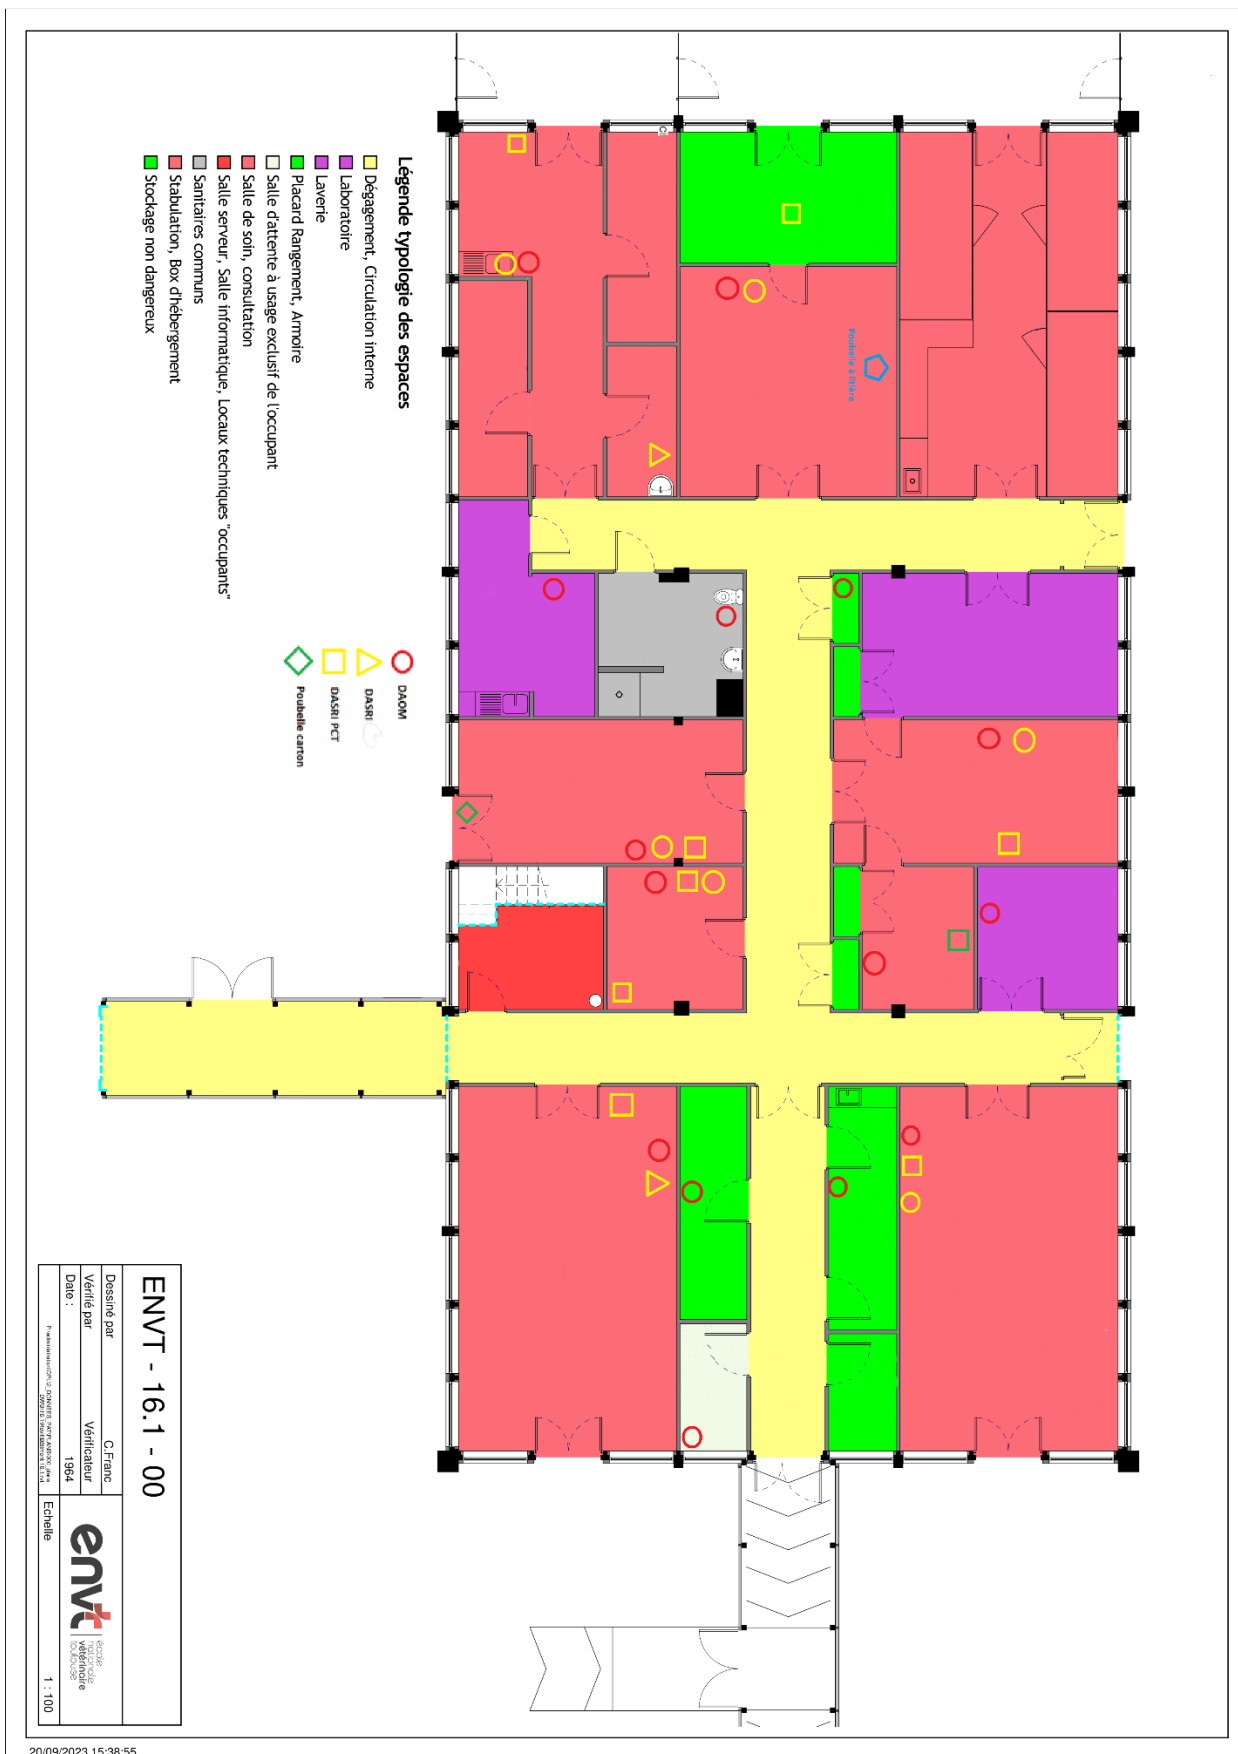 Légende typologie des espaces
Dégagement, Circulation interne
Laboratoire
Laverie
Placard Rangement, Armoire
Salle d'attente à usage exclusif de l'occupant
Salle de soin, consultation
Salle serveur, Salle informatique, Locaux techniques "occupants"
Sanitaires communs
Stabulation, Box d'hébergement
Stockage non dangereux
DAOM
DASRI
DASRI PCT
Poubelle carton
Poubelle à litière
ENVT - 16.1 - 00
Dessiné par C.Franc
Vérifié par Vérificateur
Date : 1964
envt
école
nationale
vétérinaire
toulouse
Echelle 1 : 100
20/09/2023 15:38:55